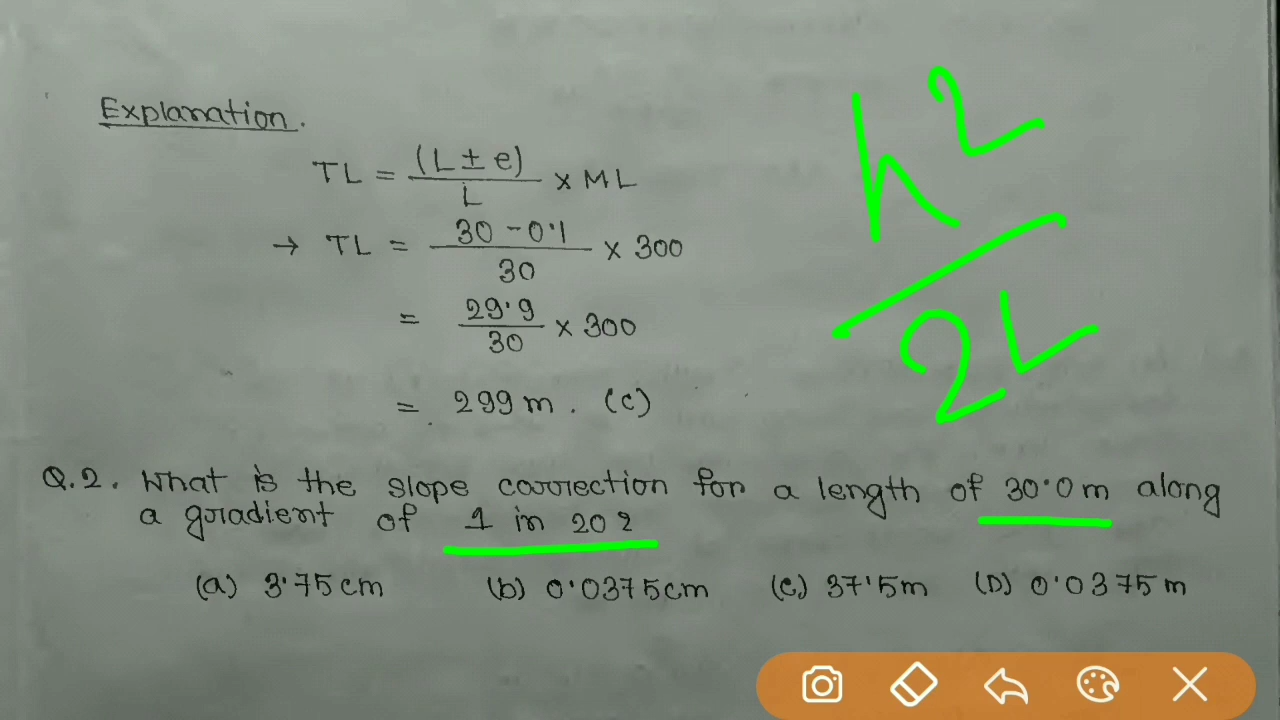 Explanation.
TL = (L ± e) / L × ML
→ TL = 30 - 0.1 / 30 × 300
= 29.9 / 30 × 300
= 299 m. (c)
h² / 2L
Q.2. What is the slope correction for a length of 30.0 m along
a gradient of 1 in 20 ?
(a) 3.75 cm (b) 0.0375 cm (c) 37.5 m (D) 0.0375 m